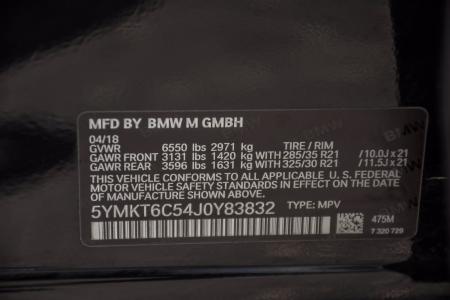 MFD BY BMW M GMBH
04/18
GVWR 6550 lbs 2971 kg TIRE / RIM
GAWR FRONT 3131 lbs 1420 kg WITH 285/35 R21 /10.0J x 21
GAWR REAR 3596 lbs 1631 kg WITH 325/30 R21 /11.5J x 21
THIS VEHICLE CONFORMS TO ALL APPLICABLE U.S. FEDERAL
MOTOR VEHICLE SAFETY STANDARDS IN EFFECT ON THE
DATE OF MANUFACTURE SHOWN ABOVE.
5YMKT6C54J0Y83832 TYPE: MPV
475M
7 320 729